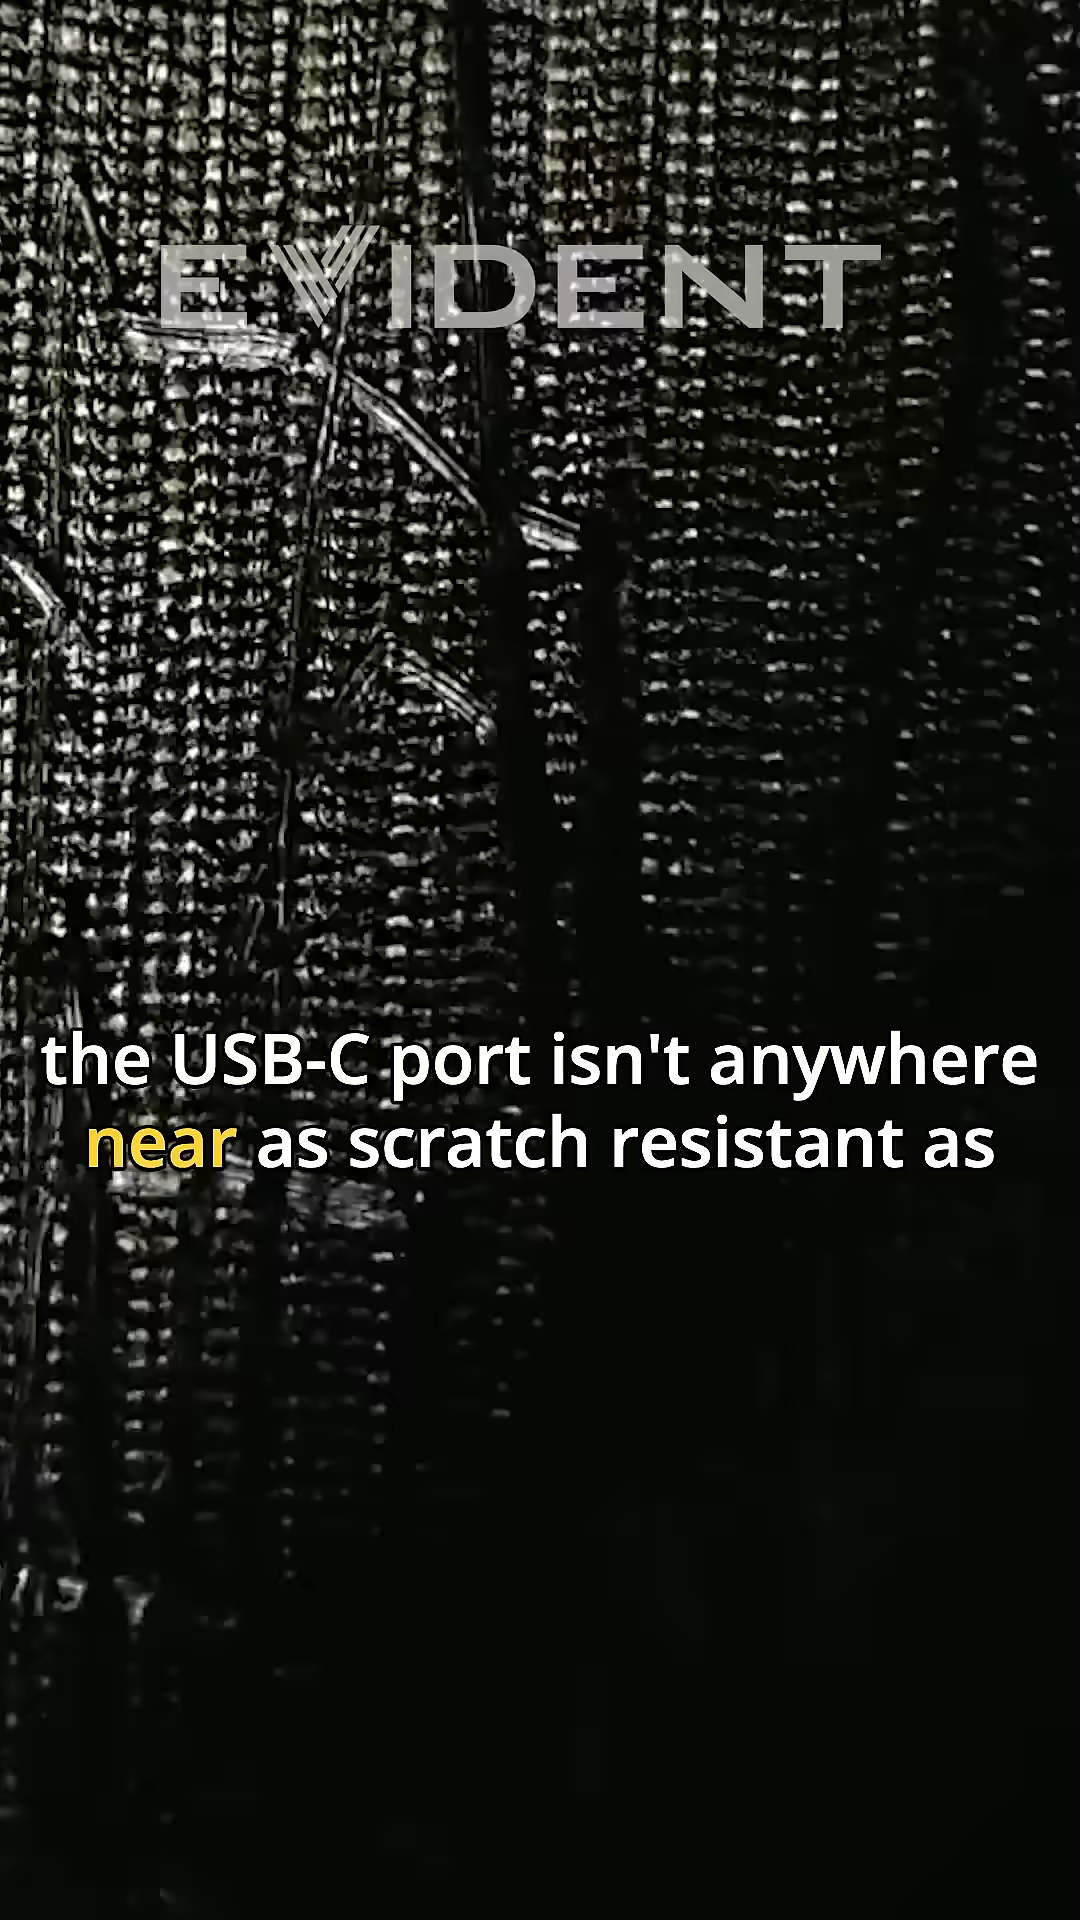 EVIDENT
the USB-C port isn't anywhere
near as scratch resistant as